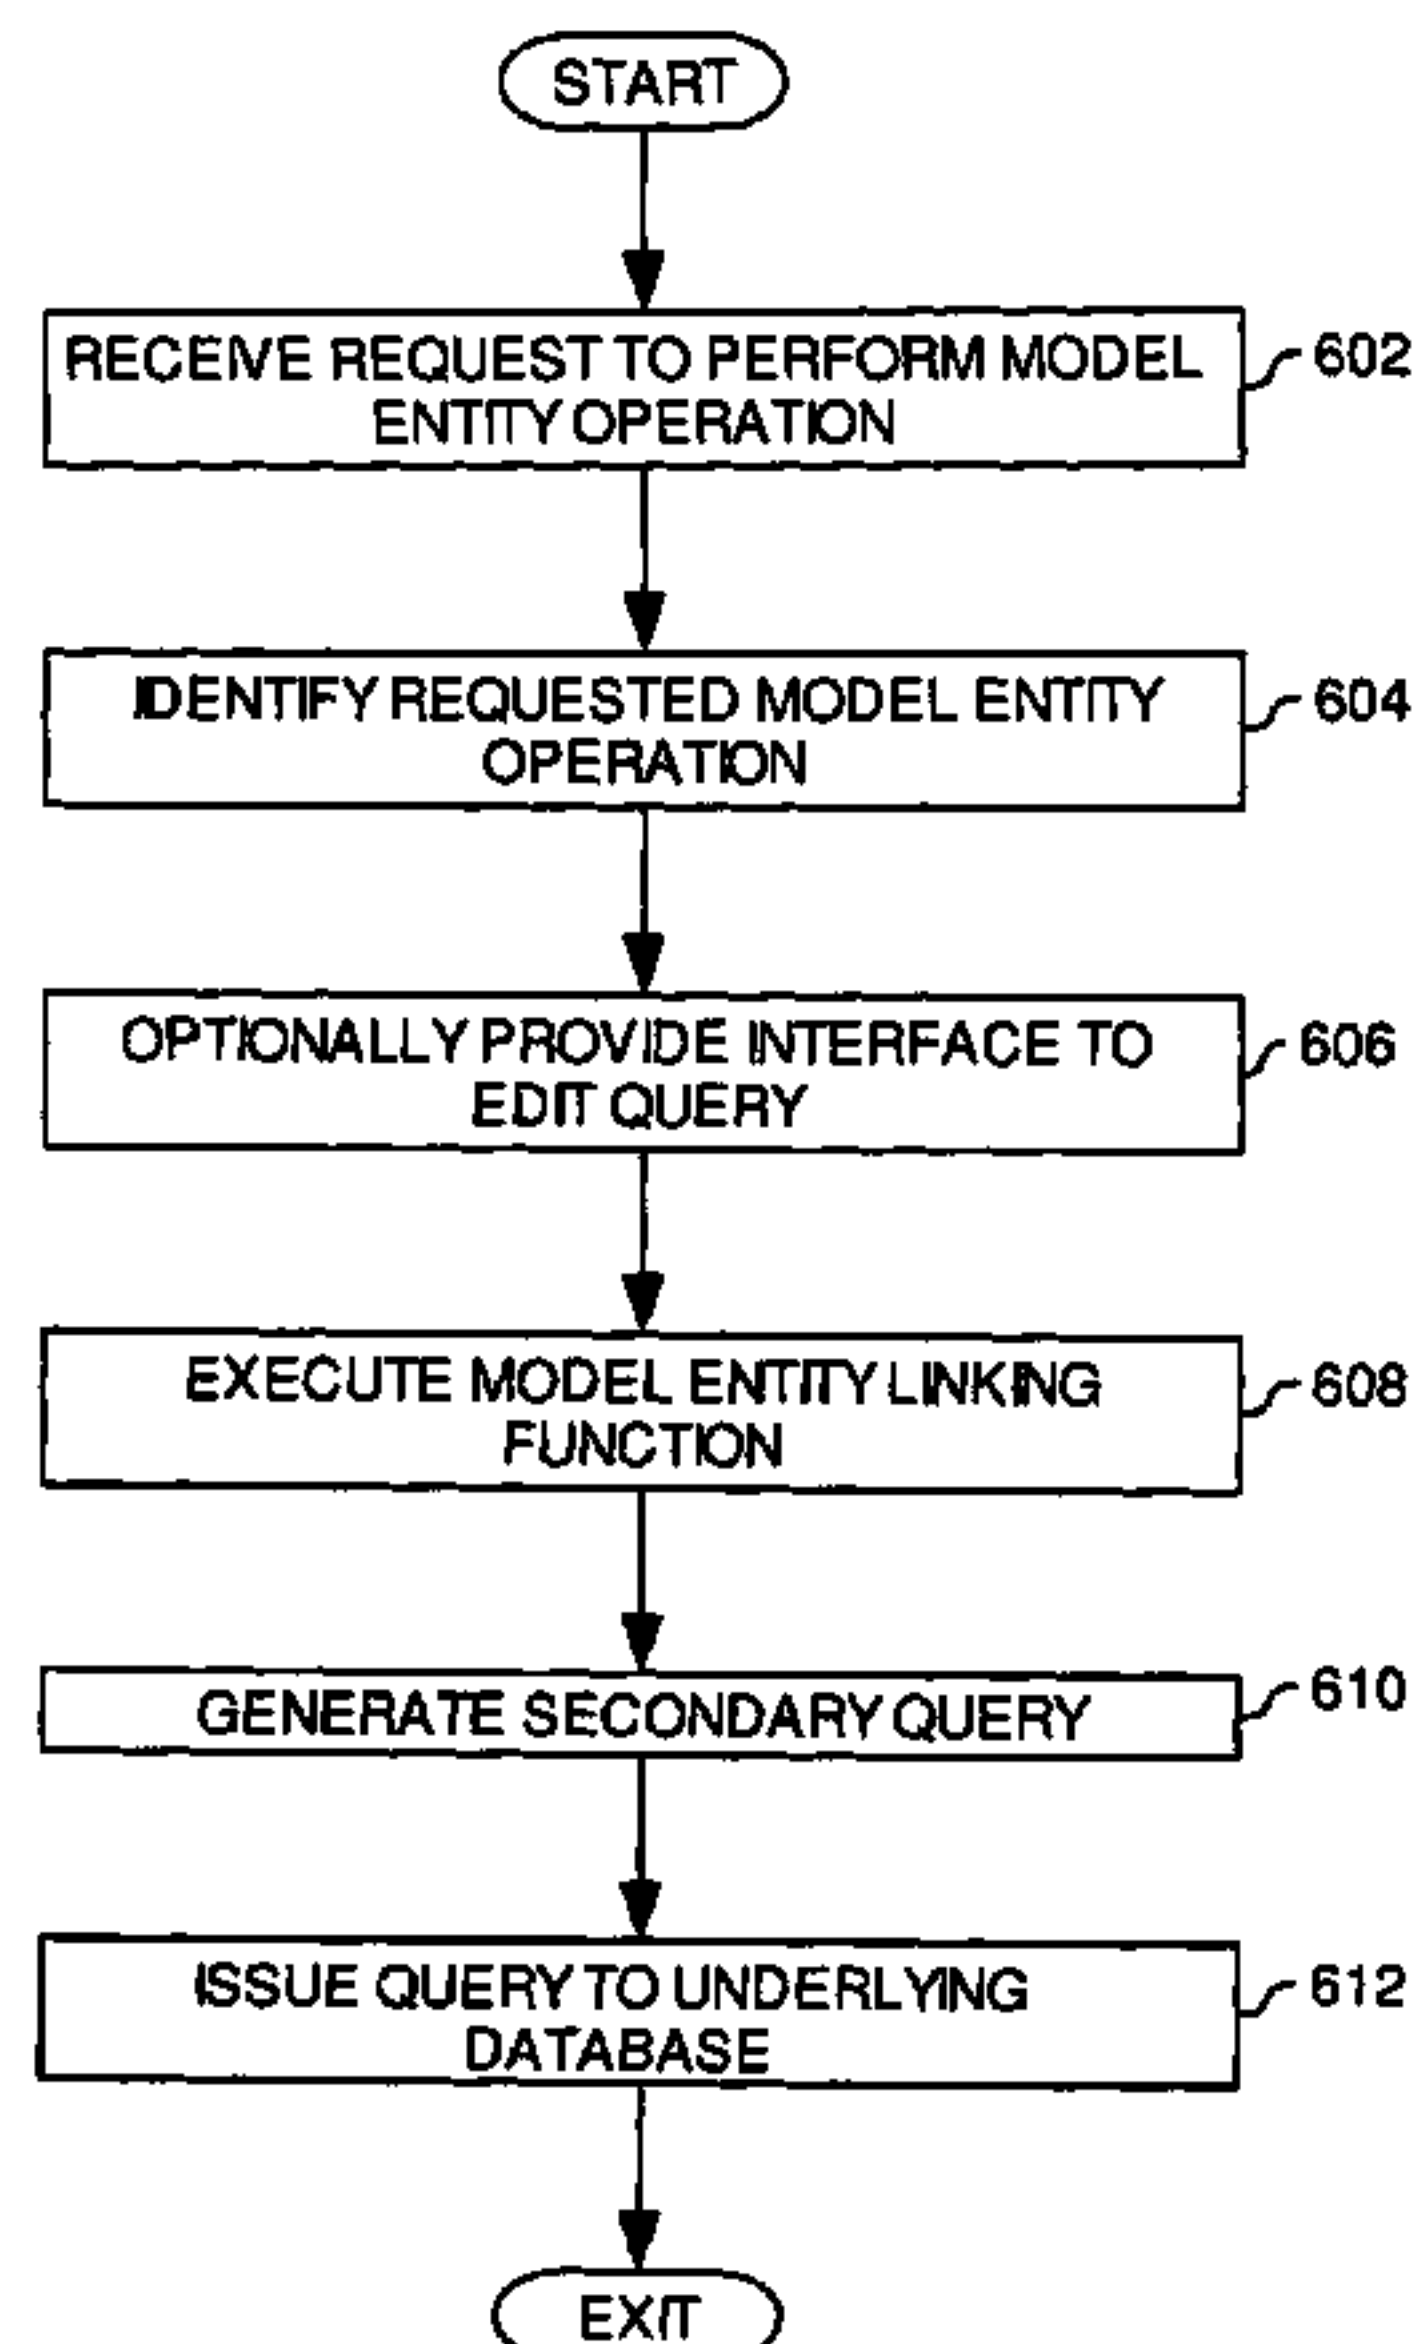 START
RECEIVE REQUEST TO PERFORM MODEL
ENTITY OPERATION
602
IDENTIFY REQUESTED MODEL ENTITY
OPERATION
604
OPTIONALLY PROVIDE INTERFACE TO
EDIT QUERY
606
EXECUTE MODEL ENTITY LINKING
FUNCTION
608
GENERATE SECONDARY QUERY
610
ISSUE QUERY TO UNDERLYING
DATABASE
612
EXIT